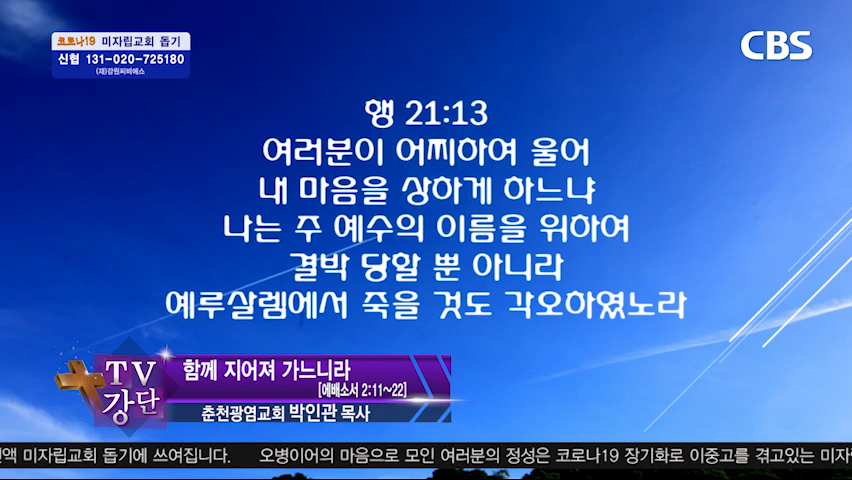 코로나19 미자립교회 돕기
신협 131-020-725180
(재)강원씨비에스
CBS
행 21:13
여러분이 어찌하여 울어
내 마음을 상하게 하느냐
나는 주 예수의 이름을 위하여
결박 당할 뿐 아니라
예루살렘에서 죽을 것도 각오하였노라
TV
강단
함께 지어져 가느니라
[에베소서 2:11~22]
춘천광염교회 박인관 목사
전액 미자립교회 돕기에 쓰여집니다. 오병이어의 마음으로 모인 여러분의 정성은 코로나19 장기화로 이중고를 겪고있는 미자